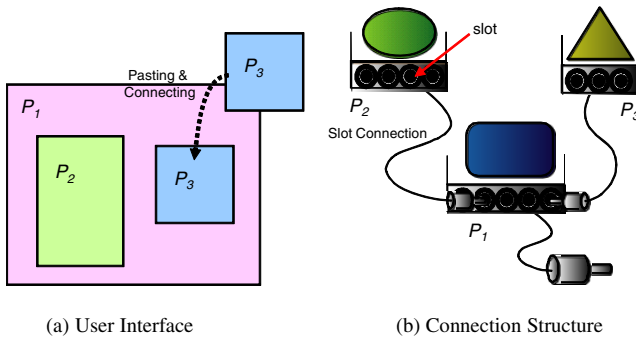 Pasting &
Connecting
P3
P1
P2
P3
(a) User Interface
slot
P2
P3
Slot Connection
P1
(b) Connection Structure